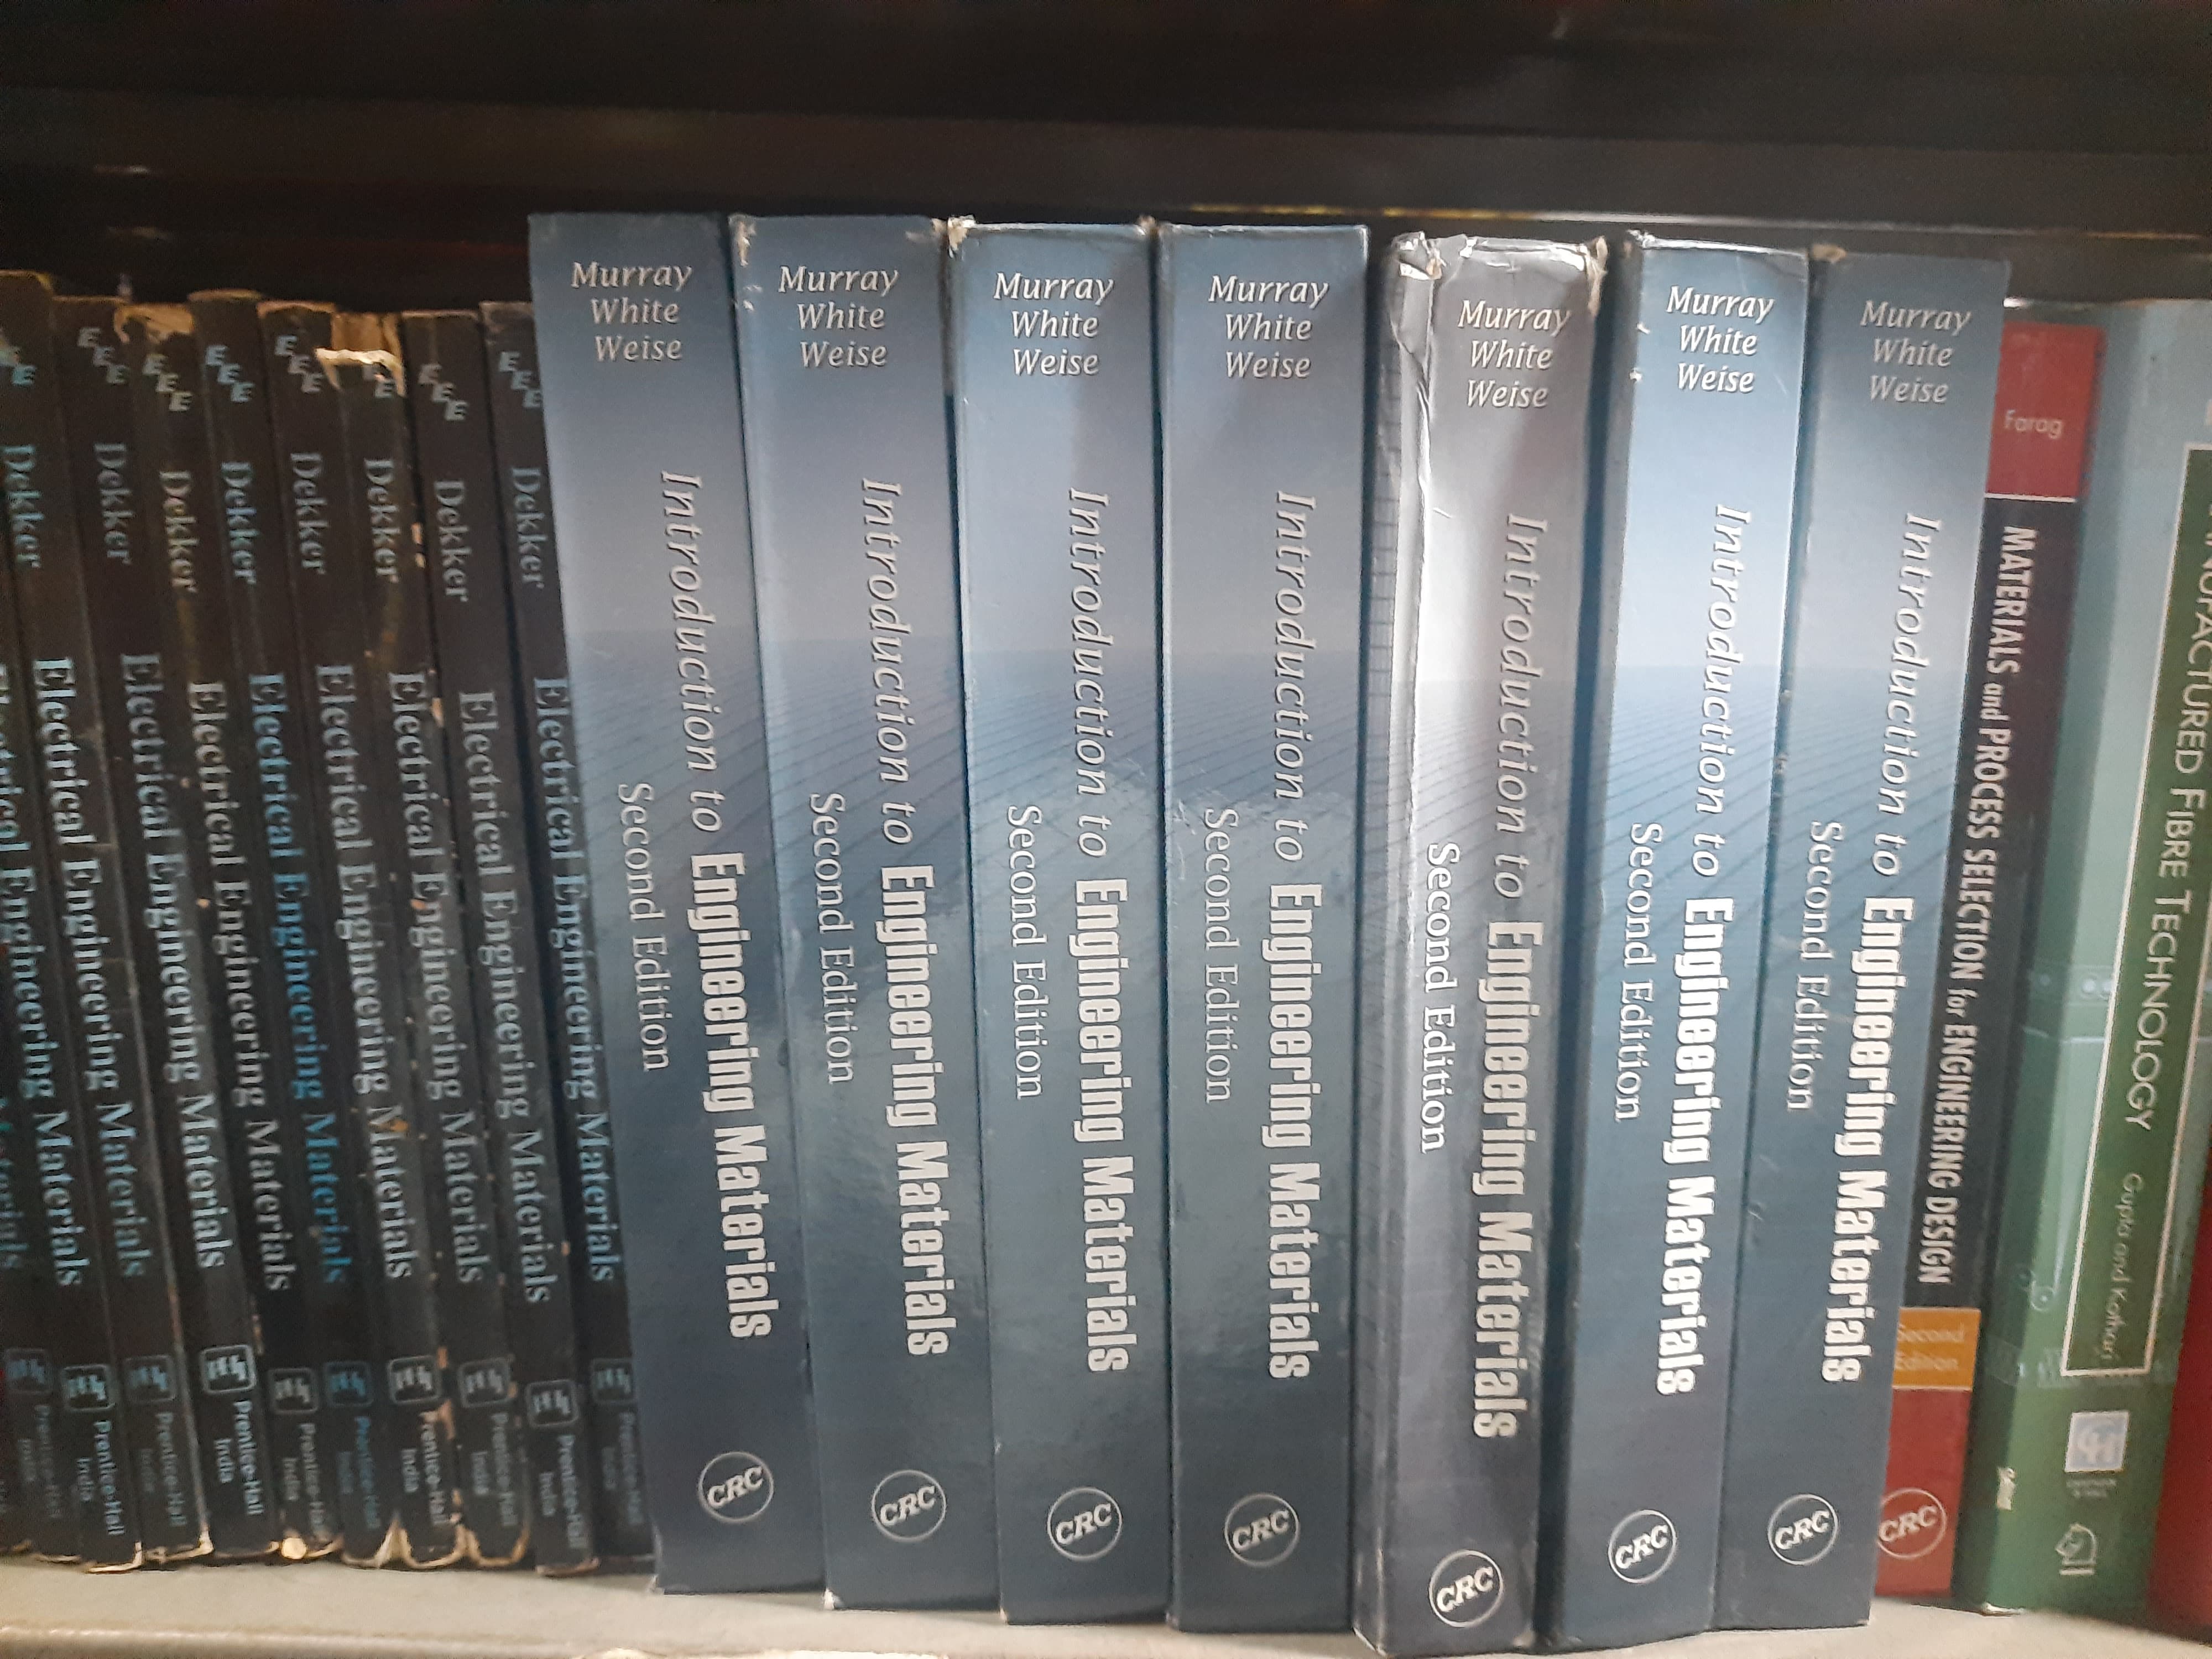 EEE
Dekker
Electrical Engineering Materials
Prentice-Hall
India
EEE
Dekker
Electrical Engineering Materials
Prentice-Hall
India
EEE
Dekker
Electrical Engineering Materials
Prentice-Hall
India
EEE
Dekker
Electrical Engineering Materials
Prentice-Hall
India
EEE
Dekker
Electrical Engineering Materials
Prentice-Hall
India
Dekker
Electrical Engineering Materials
Prentice-Hall
India
EEE
Dekker
Electrical Engineering Materials
Prentice-Hall
India
EEE
Dekker
Electrical Engineering Materials
Prentice-Hall
India
Murray
White
Weise
Introduction to Engineering Materials
Second Edition
CRC
Murray
White
Weise
Introduction to Engineering Materials
Second Edition
CRC
Murray
White
Weise
Introduction to Engineering Materials
Second Edition
CRC
Murray
White
Weise
Introduction to Engineering Materials
Second Edition
CRC
Murray
White
Weise
Introduction to Engineering Materials
Second Edition
CRC
Murray
White
Weise
Introduction to Engineering Materials
Second Edition
CRC
Murray
White
Weise
Introduction to Engineering Materials
Second Edition
CRC
Farag
MATERIALS and PROCESS SELECTION for ENGINEERING DESIGN
Second
Edition
CRC
FIBRE TECHNOLOGY
Gupta and Kothari